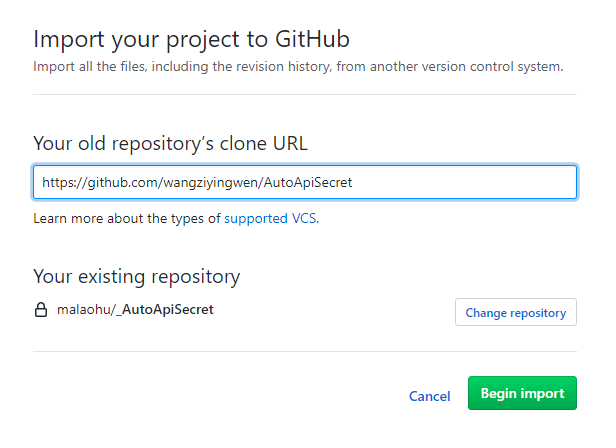 Import your project to GitHub
Import all the files, including the revision history, from another version control system.
Your old repository’s clone URL
https://github.com/wangziyingwen/AutoApiSecret
Learn more about the types of supported VCS.
Your existing repository
malaohu/_AutoApiSecret
Change repository
Cancel
Begin import